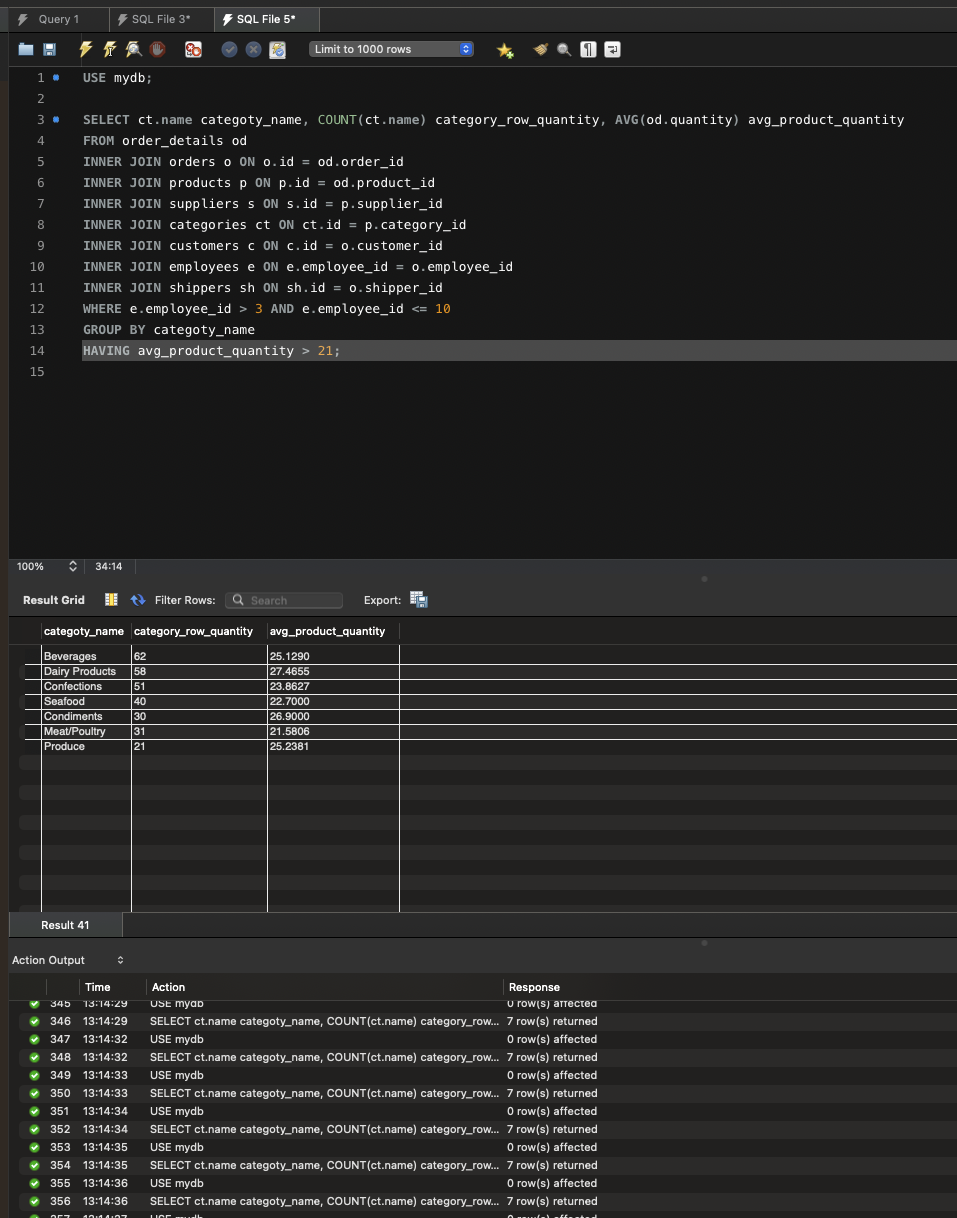 Query 1 SQL File 3* SQL File 5*
Limit to 1000 rows
1 USE mydb;
2
3 SELECT ct.name categoty_name, COUNT(ct.name) category_row_quantity, AVG(od.quantity) avg_product_quantity
4 FROM order_details od
5 INNER JOIN orders o ON o.id = od.order_id
6 INNER JOIN products p ON p.id = od.product_id
7 INNER JOIN suppliers s ON s.id = p.supplier_id
8 INNER JOIN categories ct ON ct.id = p.category_id
9 INNER JOIN customers c ON c.id = o.customer_id
10 INNER JOIN employees e ON e.employee_id = o.employee_id
11 INNER JOIN shippers sh ON sh.id = o.shipper_id
12 WHERE e.employee_id > 3 AND e.employee_id <= 10
13 GROUP BY categoty_name
14 HAVING avg_product_quantity > 21;
15
100% 34:14
Result Grid Filter Rows: Search Export:
categoty_name category_row_quantity avg_product_quantity
Beverages 62 25.1290
Dairy Products 58 27.4655
Confections 51 23.8627
Seafood 40 22.7000
Condiments 30 26.9000
Meat/Poultry 31 21.5806
Produce 21 25.2381
Result 41
Action Output
Time Action Response
345 13:14:29 USE mydb 0 row(s) affected
346 13:14:29 SELECT ct.name categoty_name, COUNT(ct.name) category_row... 7 row(s) returned
347 13:14:32 USE mydb 0 row(s) affected
348 13:14:32 SELECT ct.name categoty_name, COUNT(ct.name) category_row... 7 row(s) returned
349 13:14:33 USE mydb 0 row(s) affected
350 13:14:33 SELECT ct.name categoty_name, COUNT(ct.name) category_row... 7 row(s) returned
351 13:14:34 USE mydb 0 row(s) affected
352 13:14:34 SELECT ct.name categoty_name, COUNT(ct.name) category_row... 7 row(s) returned
353 13:14:35 USE mydb 0 row(s) affected
354 13:14:35 SELECT ct.name categoty_name, COUNT(ct.name) category_row... 7 row(s) returned
355 13:14:36 USE mydb 0 row(s) affected
356 13:14:36 SELECT ct.name categoty_name, COUNT(ct.name) category_row... 7 row(s) returned